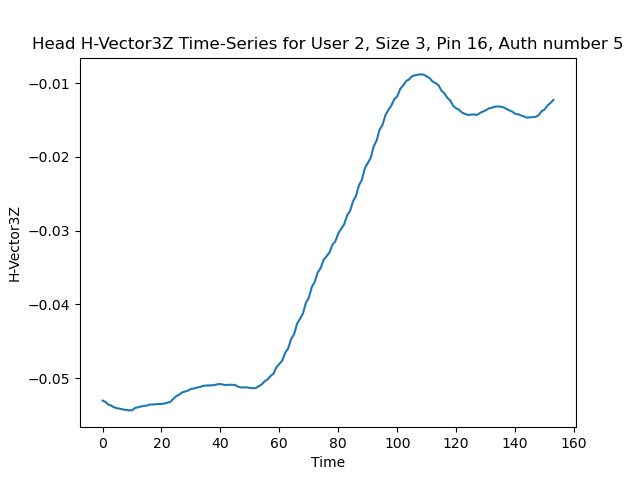 Head H-Vector3Z Time-Series for User 2, Size 3, Pin 16, Auth number 5
H-Vector3Z
−0.01
−0.02
−0.03
−0.04
−0.05
0 20 40 60 80 100 120 140 160
Time